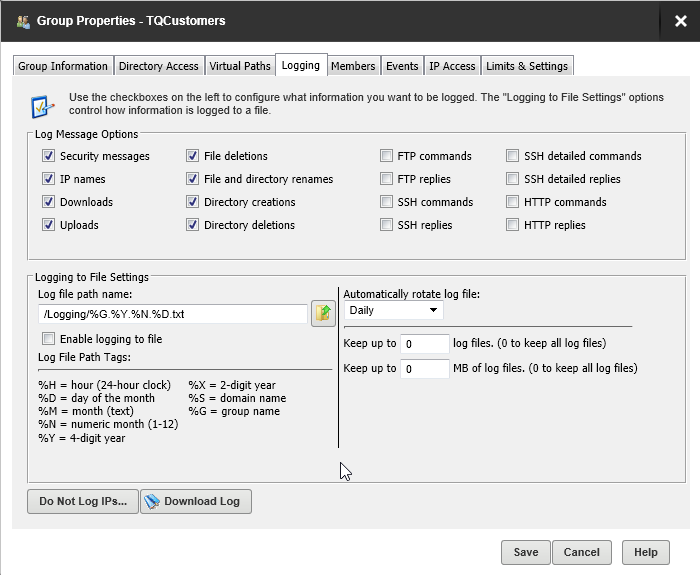 Group Properties - TQCustomers
Group Information Directory Access Virtual Paths Logging Members Events IP Access Limits & Settings
Use the checkboxes on the left to configure what information you want to be logged. The "Logging to File Settings" options
control how information is logged to a file.
Log Message Options
Security messages File deletions FTP commands SSH detailed commands
IP names File and directory renames FTP replies SSH detailed replies
Downloads Directory creations SSH commands HTTP commands
Uploads Directory deletions SSH replies HTTP replies
Logging to File Settings
Log file path name:
/Logging/%G.%Y.%N.%D.txt
Enable logging to file
Log File Path Tags:
%H = hour (24-hour clock) %X = 2-digit year
%D = day of the month %S = domain name
%M = month (text) %G = group name
%N = numeric month (1-12)
%Y = 4-digit year
Automatically rotate log file:
Daily
Keep up to 0 log files. (0 to keep all log files)
Keep up to 0 MB of log files. (0 to keep all log files)
Do Not Log IPs... Download Log
Save Cancel Help